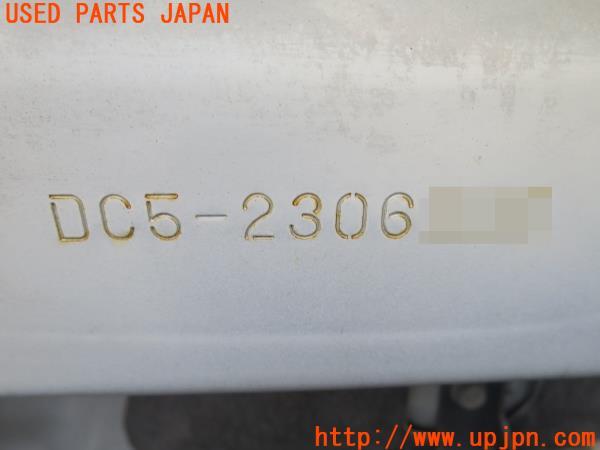 USED PARTS JAPAN
DC5-2306
http://www.upjpn.com